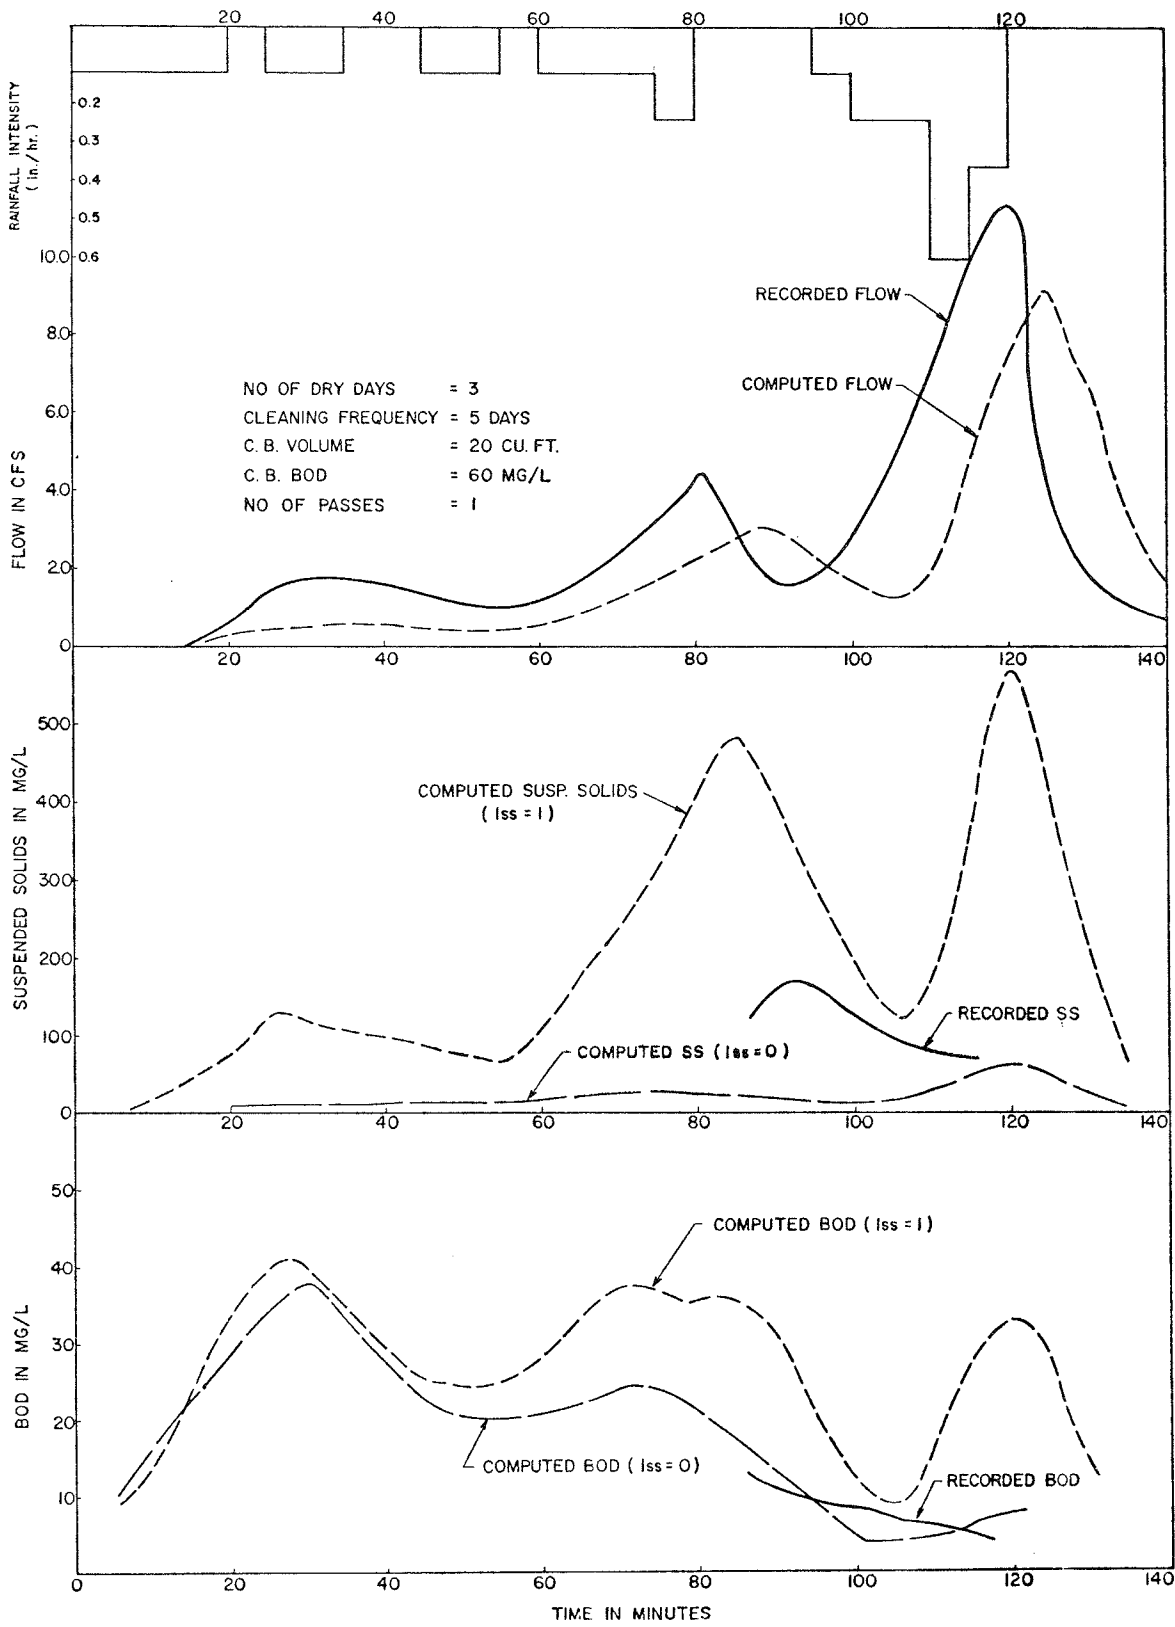 20 40 60 80 100 120
RAINFALL INTENSITY
(in./hr.)
0.2
0.3
0.4
0.5
0.6
10.0
8.0
6.0
4.0
2.0
0
FLOW IN CFS
RECORDED FLOW
COMPUTED FLOW
NO OF DRY DAYS = 3
CLEANING FREQUENCY = 5 DAYS
C.B. VOLUME = 20 CU.FT.
C.B. BOD = 60 MG/L
NO OF PASSES = 1
20 40 60 80 100 120 140
SUSPENDED SOLIDS IN MG/L
500
400
300
200
100
0
COMPUTED SUSP. SOLIDS
(Iss=1)
RECORDED SS
COMPUTED SS (Iss=0)
20 40 60 80 100 120 140
BOD IN MG/L
50
40
30
20
10
COMPUTED BOD (Iss=1)
COMPUTED BOD (Iss=0)
RECORDED BOD
0 20 40 60 80 100 120 140
TIME IN MINUTES